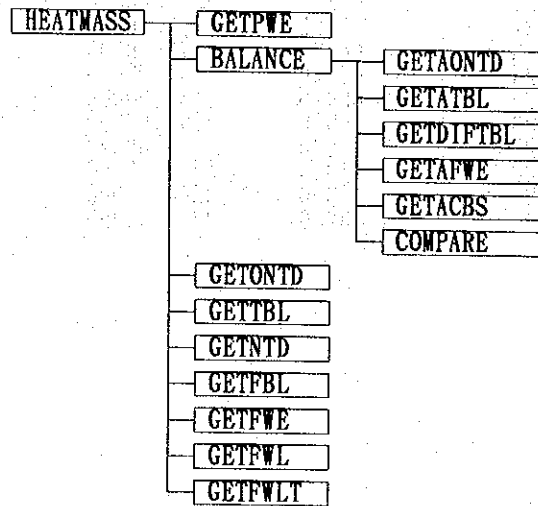 HEATMASS
GETPWE
BALANCE
GETAONTD
GETATBL
GETDIFTBL
GETAFWE
GETACBS
COMPARE
GETONTD
GETTBL
GETNTD
GETFBL
GETFWE
GETFWL
GETFWLT